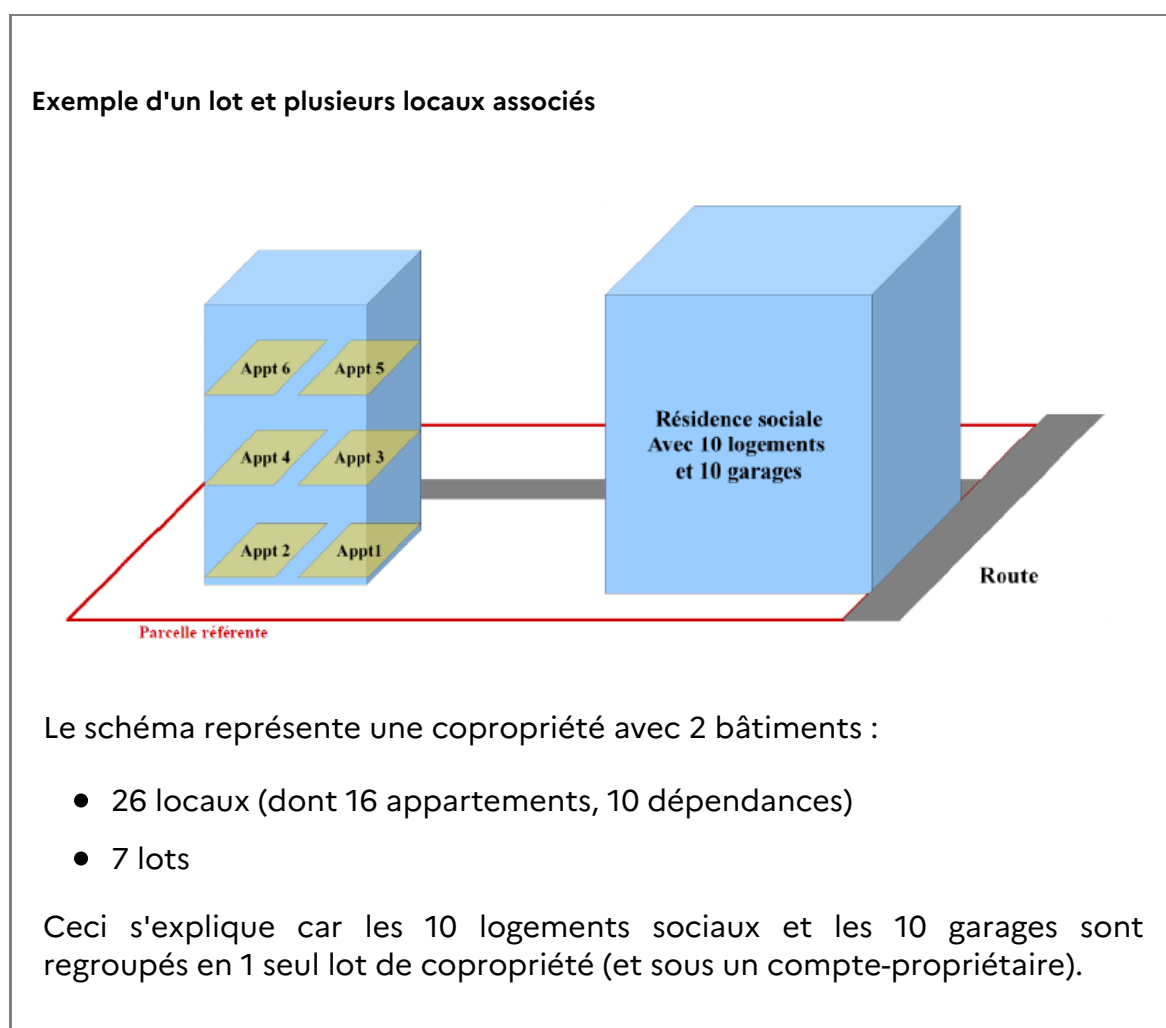 Exemple d'un lot et plusieurs locaux associés
Appt 6
Appt 5
Appt 4
Appt 3
Appt 2
Appt1
Résidence sociale
Avec 10 logements
et 10 garages
Route
Parcelle référente
Le schéma représente une copropriété avec 2 bâtiments :
● 26 locaux (dont 16 appartements, 10 dépendances)
● 7 lots
Ceci s'explique car les 10 logements sociaux et les 10 garages sont
regroupés en 1 seul lot de copropriété (et sous un compte-propriétaire).